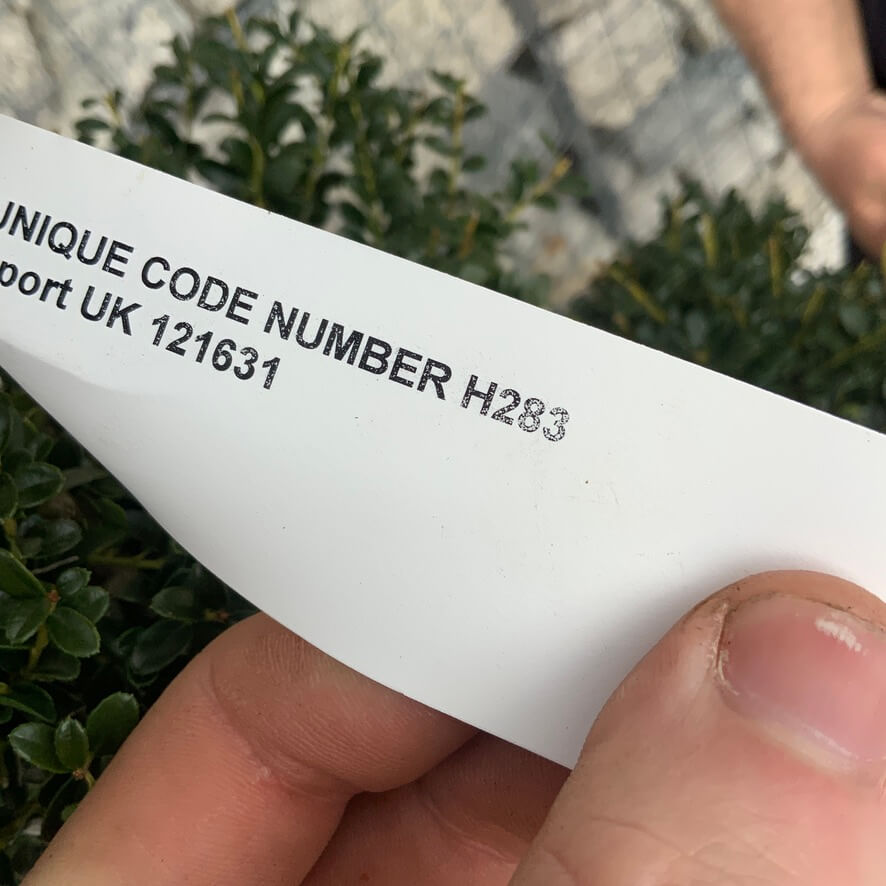 UNIQUE CODE NUMBER H283
port UK 121631